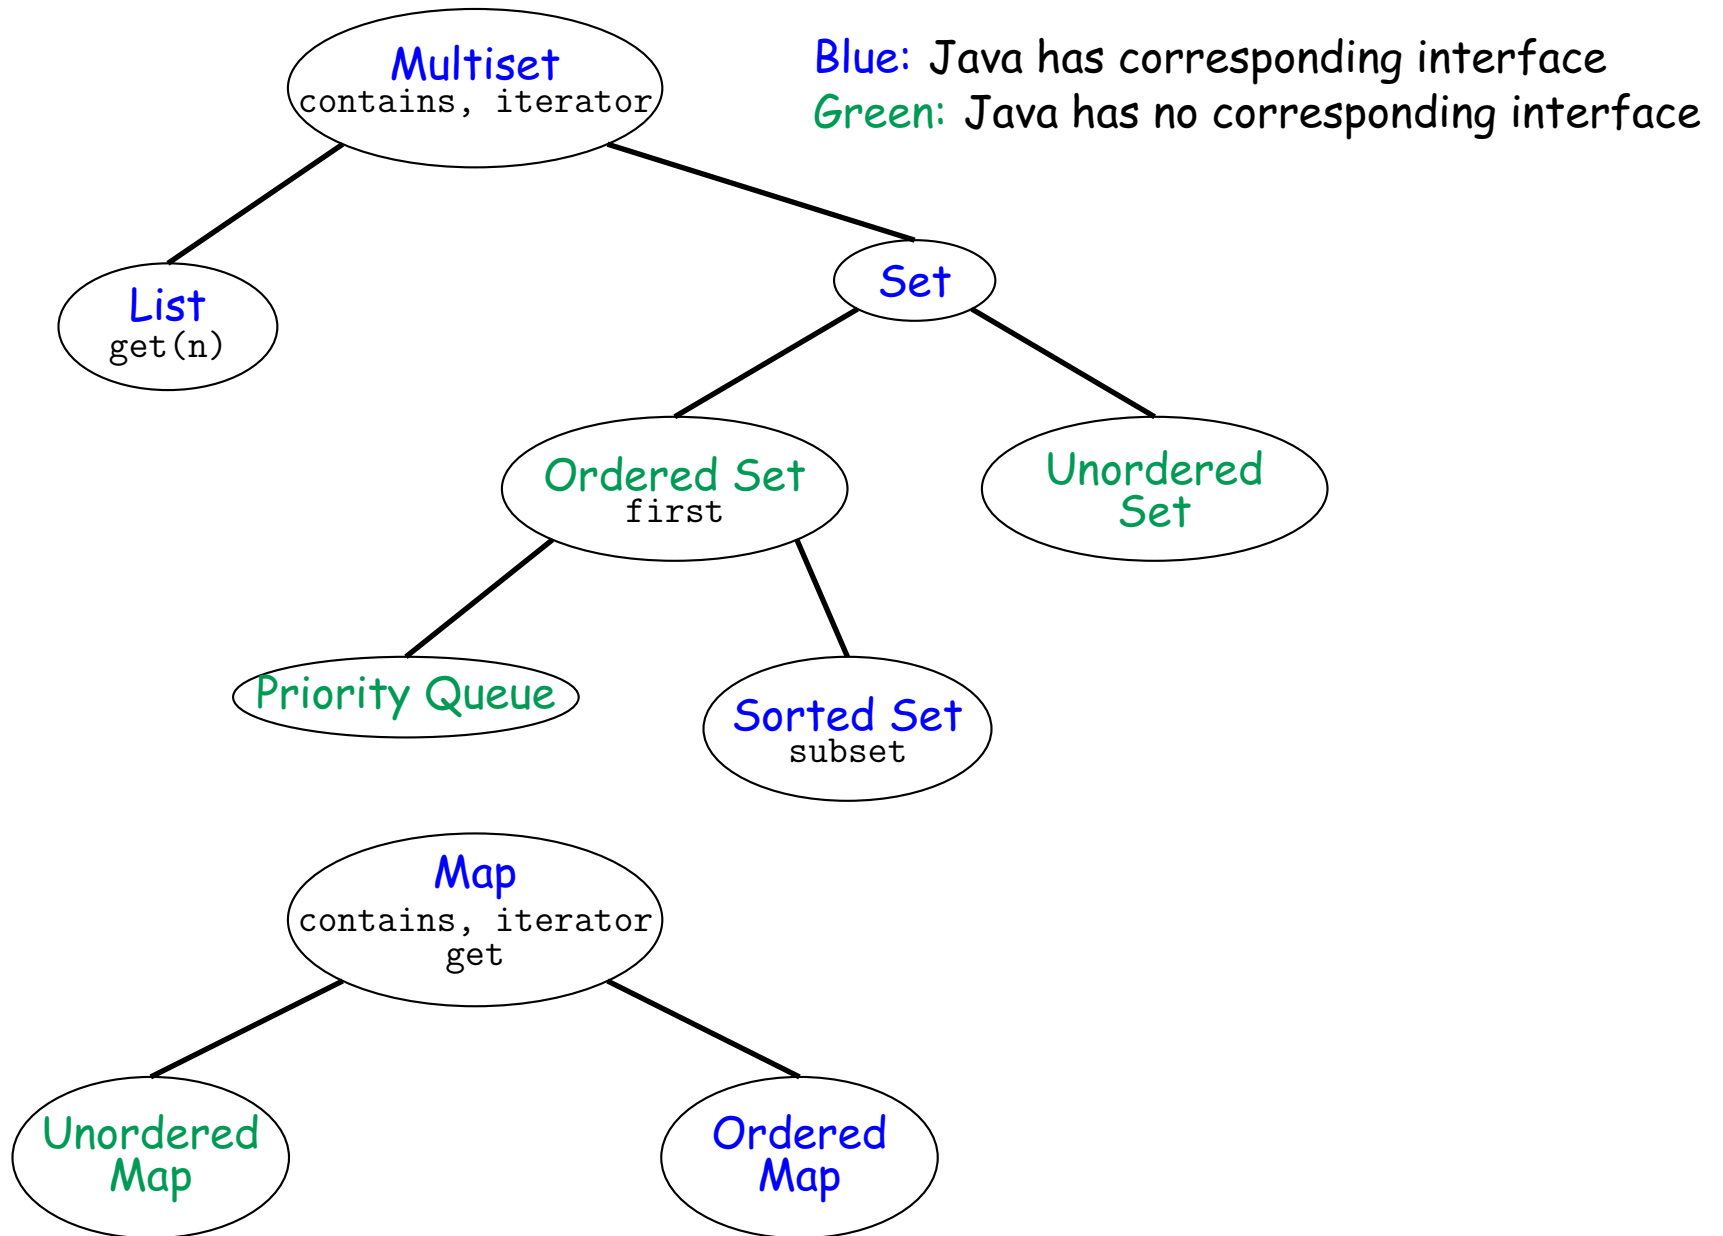 Multiset
contains, iterator
Blue: Java has corresponding interface
Green: Java has no corresponding interface
List
get(n)
Set
Ordered Set
first
Unordered
Set
Priority Queue
Sorted Set
subset
Map
contains, iterator
get
Unordered
Map
Ordered
Map